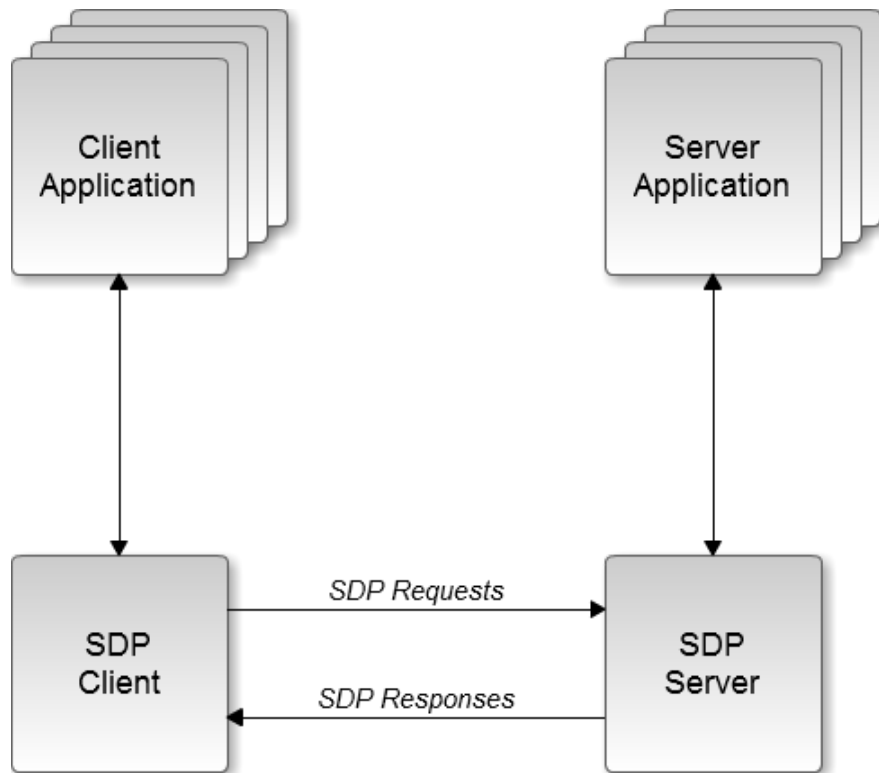 Client
Application
Server
Application
SDP Requests
SDP
Client
SDP
Server
SDP Responses